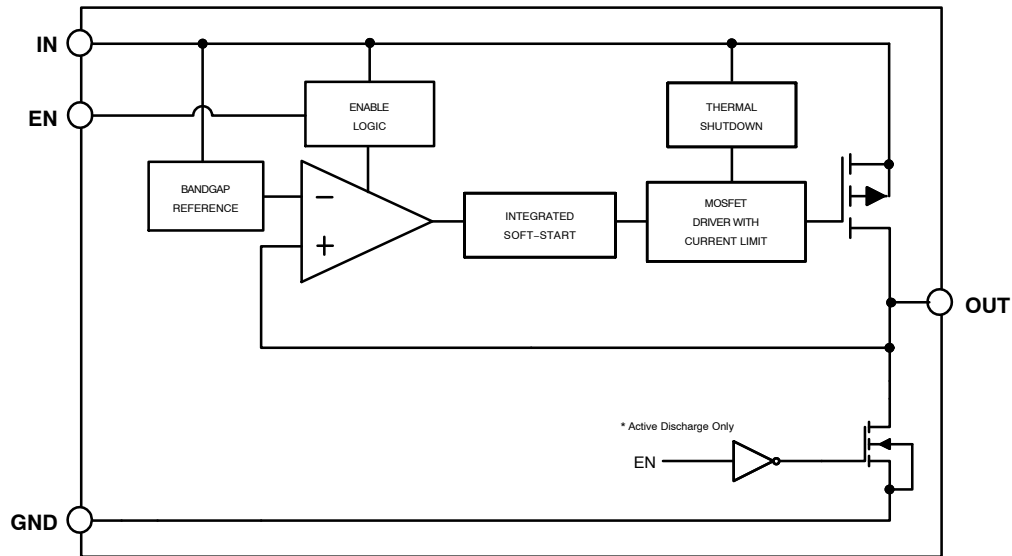 IN
EN
ENABLE
LOGIC
THERMAL
SHUTDOWN
BANDGAP
REFERENCE
−
+
INTEGRATED
SOFT−START
MOSFET
DRIVER WITH
CURRENT LIMIT
OUT
* Active Discharge Only
EN
GND